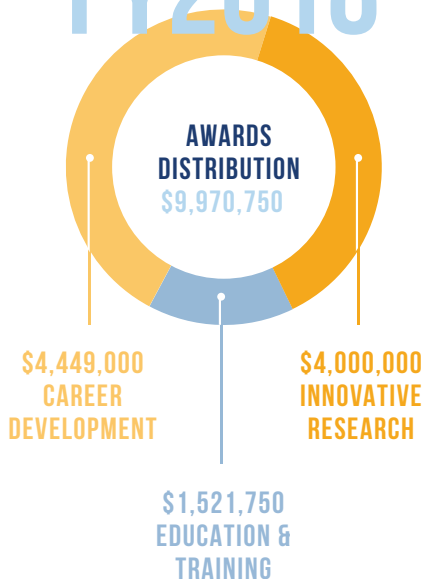 AWARDS
DISTRIBUTION
$9,970,750
$4,449,000
CAREER
DEVELOPMENT
$4,000,000
INNOVATIVE
RESEARCH
$1,521,750
EDUCATION &
TRAINING